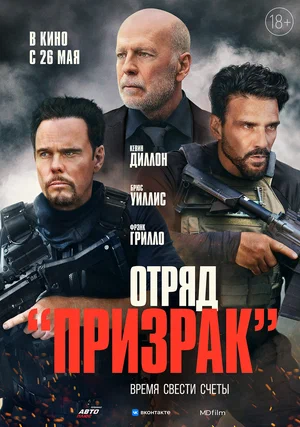 В КИНО
С 26 МАЯ
18+
КЕВИН
ДИЛЛОН
БРЮС
УИЛЛИС
ФРЭНК
ГРИЛЛО
ОТРЯД
“ПРИЗРАК”
ВРЕМЯ СВЕСТИ СЧЕТЫ
АВТО
ВКОНТАКТЕ
MDfilm